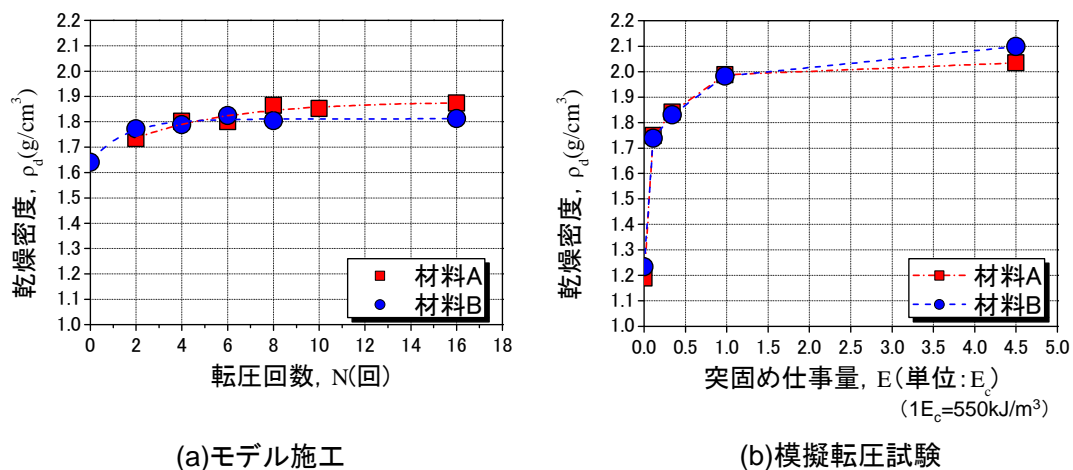 2.2
2.1
2.0
1.9
1.8
1.7
1.6
1.5
1.4
1.3
1.2
1.1
1.0
乾燥密度, ρd(g/cm3)
材料A
材料B
0 2 4 6 8 10 12 14 16 18
転圧回数, N(回)
(a)モデル施工
2.2
2.1
2.0
1.9
1.8
1.7
1.6
1.5
1.4
1.3
1.2
1.1
1.0
乾燥密度, ρd(g/cm3)
材料A
材料B
0.0 0.5 1.0 1.5 2.0 2.5 3.0 3.5 4.0 4.5 5.0
突固め仕事量, E(単位:Ec)
(1Ec=550kJ/m3)
(b)模擬転圧試験